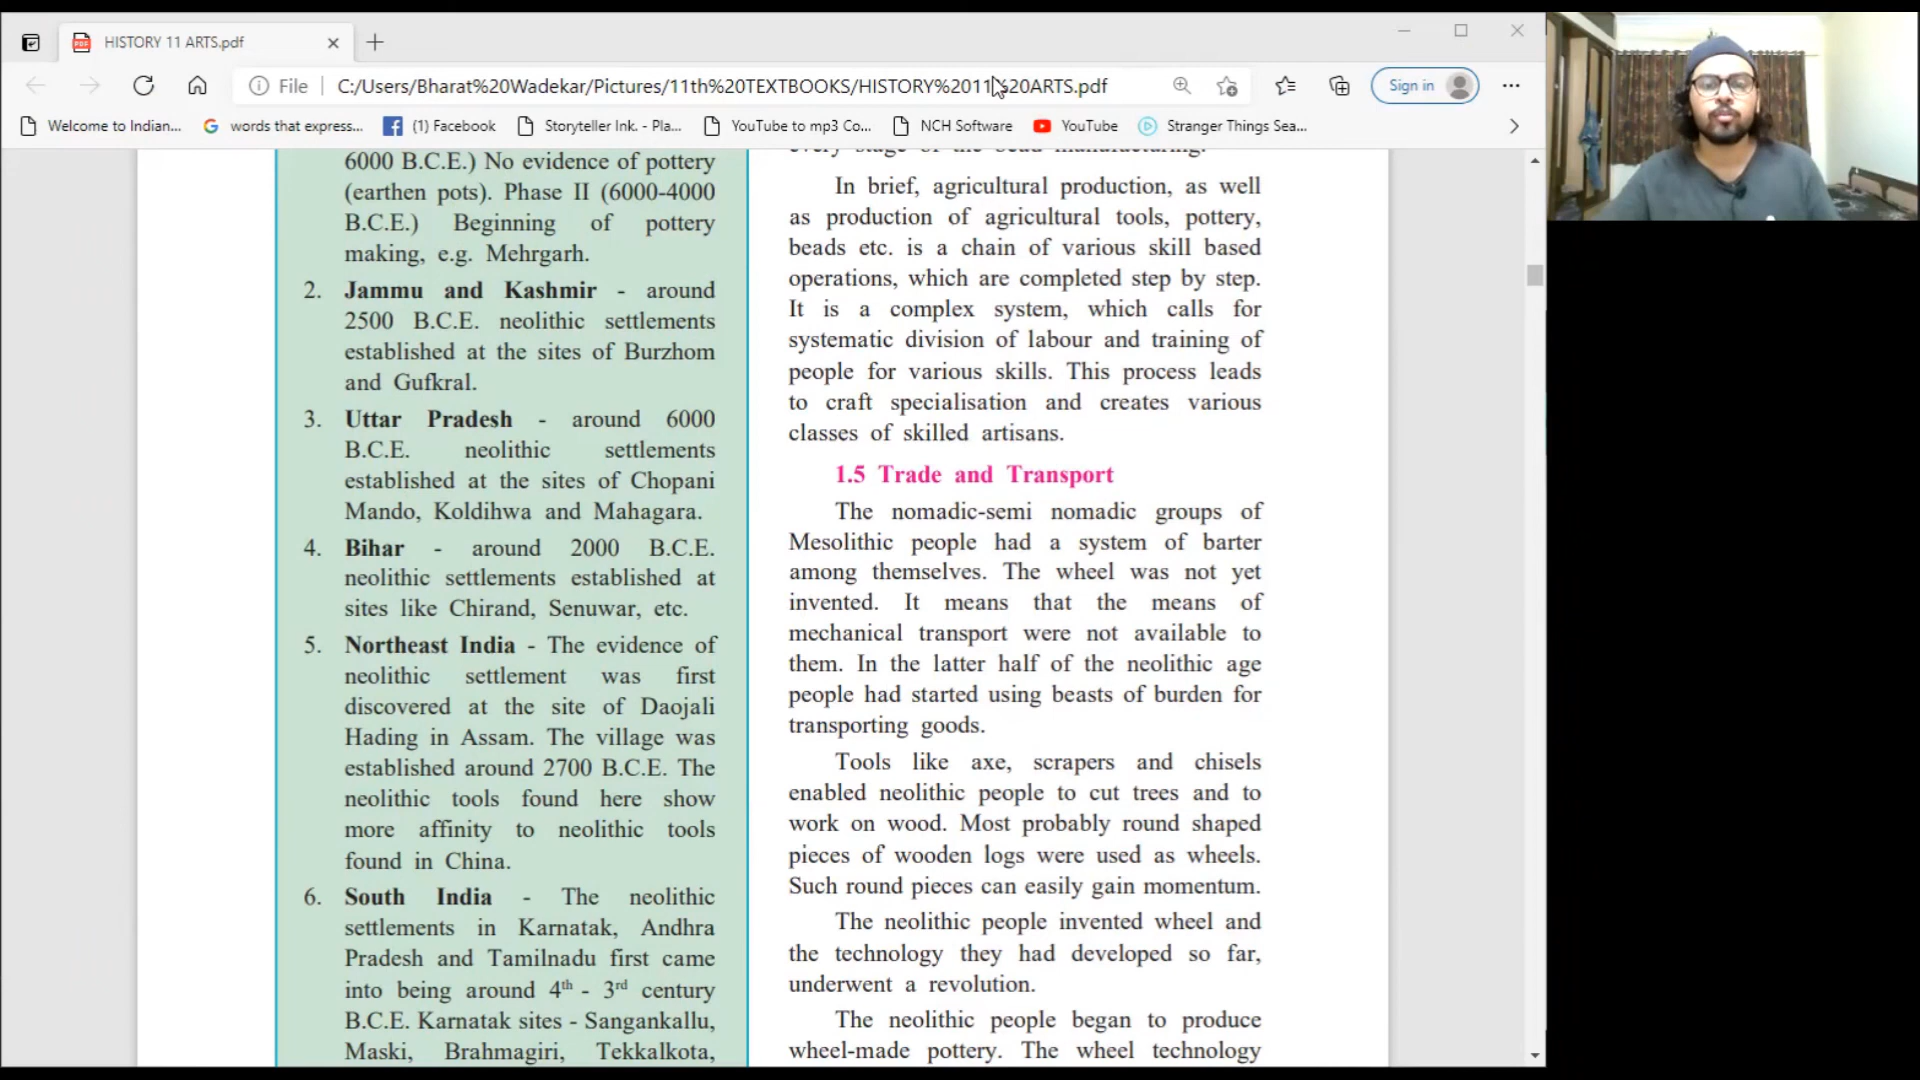 HISTORY 11 ARTS.pdf
File
C:/Users/Bharat%20Wadekar/Pictures/11th%20TEXTBOOKS/HISTORY%2011%20ARTS.pdf
Sign in
Welcome to Indian...
words that express...
(1) Facebook
Storyteller Ink. - Pla...
YouTube to mp3 Co...
NCH Software
YouTube
Stranger Things Sea...
6000 B.C.E.) No evidence of pottery
(earthen pots). Phase II (6000-4000
B.C.E.) Beginning of pottery
making, e.g. Mehrgarh.
2. Jammu and Kashmir - around
2500 B.C.E. neolithic settlements
established at the sites of Burzhom
and Gufkral.
3. Uttar Pradesh - around 6000
B.C.E. neolithic settlements
established at the sites of Chopani
Mando, Koldihwa and Mahagara.
4. Bihar - around 2000 B.C.E.
neolithic settlements established at
sites like Chirand, Senuwar, etc.
5. Northeast India - The evidence of
neolithic settlement was first
discovered at the site of Daojali
Hading in Assam. The village was
established around 2700 B.C.E. The
neolithic tools found here show
more affinity to neolithic tools
found in China.
6. South India - The neolithic
settlements in Karnatak, Andhra
Pradesh and Tamilnadu first came
into being around 4th - 3rd century
B.C.E. Karnatak sites - Sangankallu,
Maski, Brahmagiri, Tekkalkota,
every stage of the bead manufacturing.
In brief, agricultural production, as well
as production of agricultural tools, pottery,
beads etc. is a chain of various skill based
operations, which are completed step by step.
It is a complex system, which calls for
systematic division of labour and training of
people for various skills. This process leads
to craft specialisation and creates various
classes of skilled artisans.
1.5 Trade and Transport
The nomadic-semi nomadic groups of
Mesolithic people had a system of barter
among themselves. The wheel was not yet
invented. It means that the means of
mechanical transport were not available to
them. In the latter half of the neolithic age
people had started using beasts of burden for
transporting goods.
Tools like axe, scrapers and chisels
enabled neolithic people to cut trees and to
work on wood. Most probably round shaped
pieces of wooden logs were used as wheels.
Such round pieces can easily gain momentum.
The neolithic people invented wheel and
the technology they had developed so far,
underwent a revolution.
The neolithic people began to produce
wheel-made pottery. The wheel technology